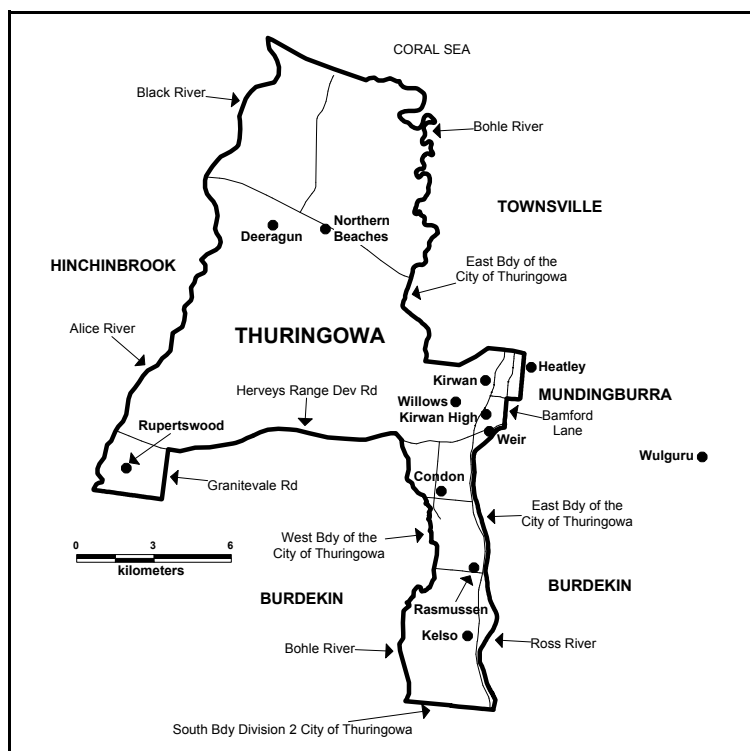 CORAL SEA
Black River
Bohle River
TOWNSVILLE
Northern
Beaches
Deeragun
HINCHINBROOK
East Bdy of the
City of Thuringowa
Alice River
THURINGOWA
Heatley
Kirwan
Herveys Range Dev Rd
Willows
MUNDINGBURRA
Kirwan High
Bamford
Lane
Rupertswood
Weir
Wulguru
Condon
Granitevale Rd
East Bdy of the
City of Thuringowa
West Bdy of the
City of Thuringowa
0 3 6
kilometers
BURDEKIN
BURDEKIN
Rasmussen
Kelso
Bohle River
Ross River
South Bdy Division 2 City of Thuringowa